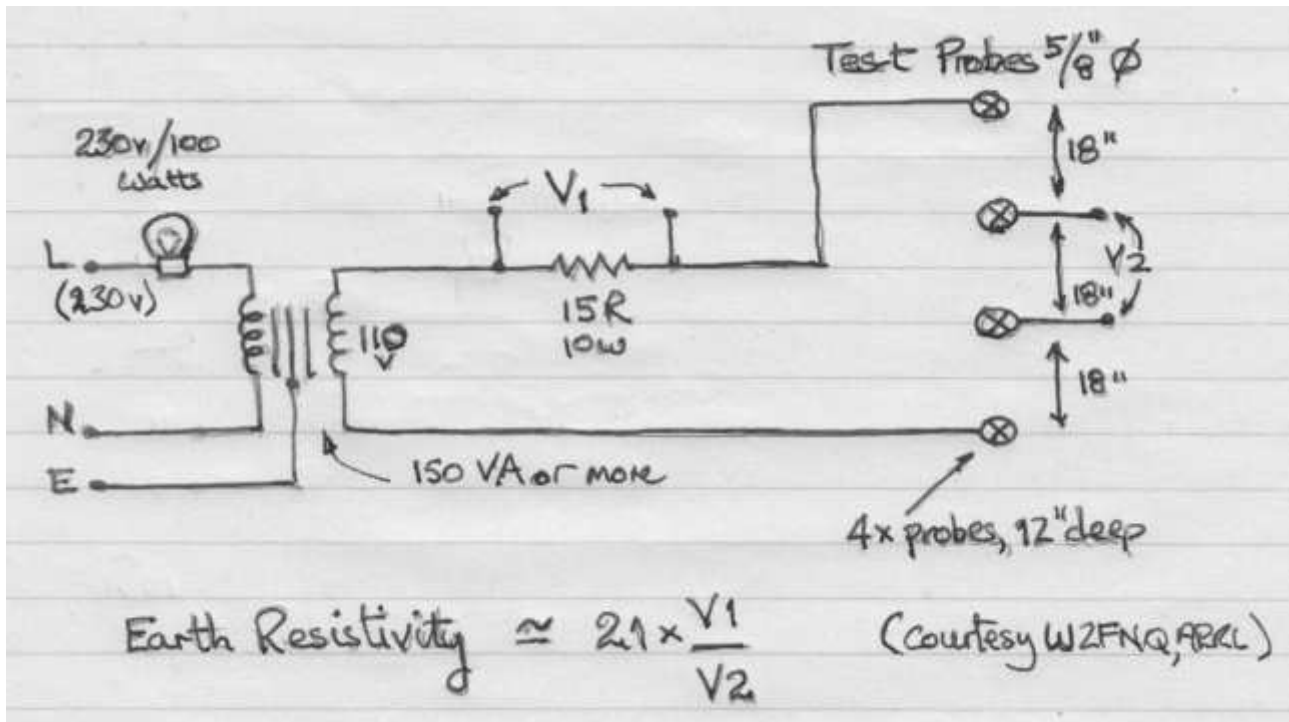 Test Probes 5/8" Ø
230v/100
Watts
18"
V1
L
(230v)
V2
18"
15R
10w
110
V
18"
N
E
150 VA or more
4x probes, 12" deep
Earth Resistivity ≃ 21 x V1
V2
(Courtesy W2FNQ, ARRL)